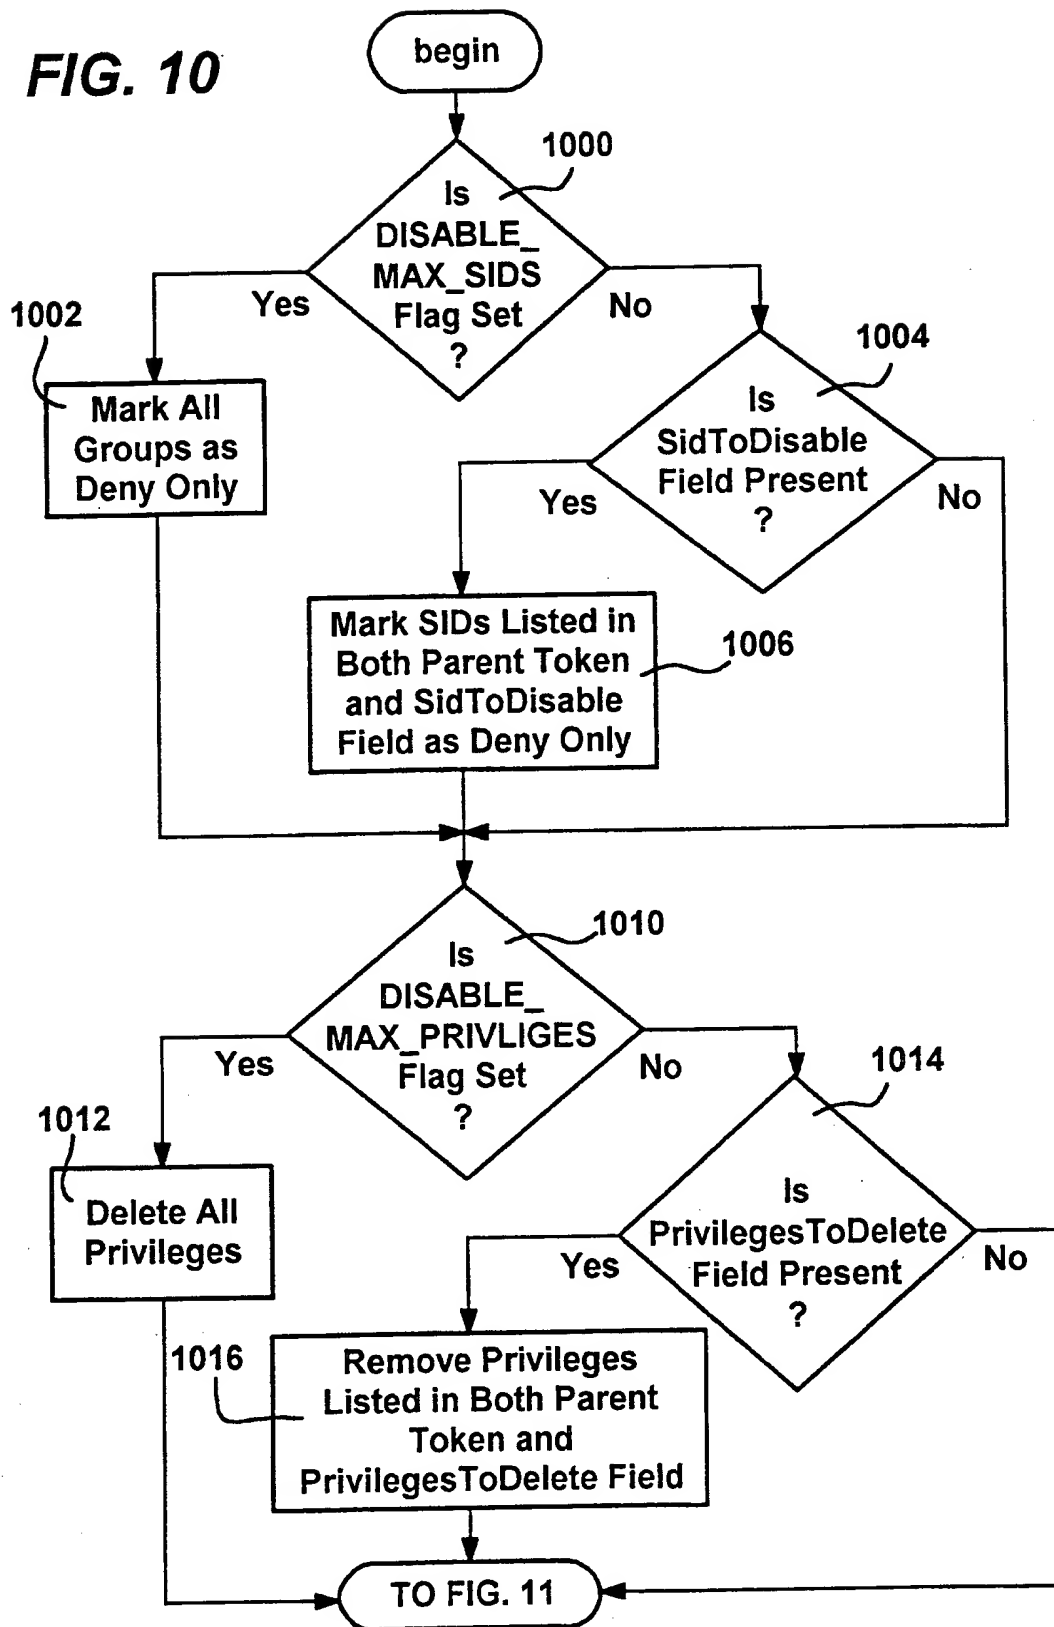 FIG. 10
begin
1000
Is
DISABLE_
MAX_SIDS
Flag Set
?
Yes
No
1002
Mark All
Groups as
Deny Only
1004
Is
SidToDisable
Field Present
?
Yes
No
Mark SIDs Listed in
Both Parent Token
and SidToDisable
Field as Deny Only
1006
1010
Is
DISABLE_
MAX_PRIVLIGES
Flag Set
?
Yes
No
1012
Delete All
Privileges
1014
Is
PrivilegesToDelete
Field Present
?
Yes
No
1016
Remove Privileges
Listed in Both Parent
Token and
PrivilegesToDelete Field
TO FIG. 11